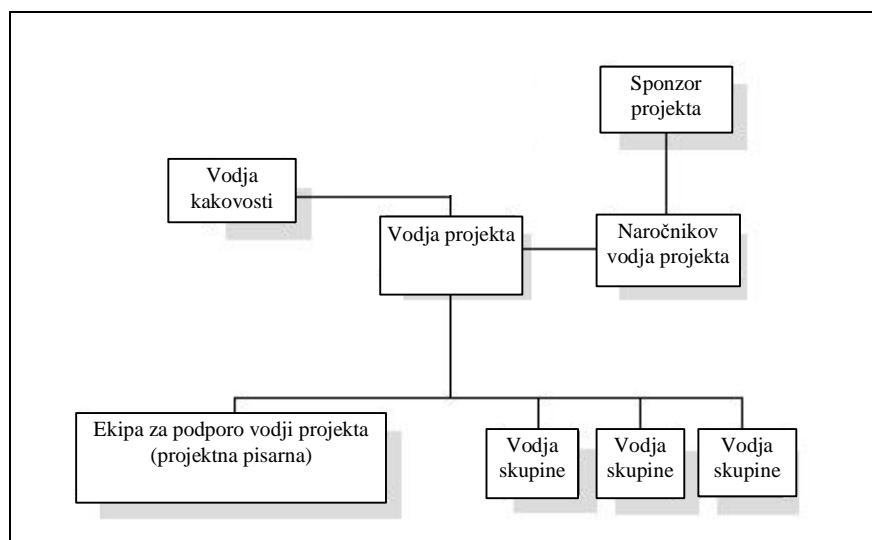 Sponzor
projekta
Vodja
kakovosti
Vodja projekta
Naročnikov
vodja projekta
Ekipa za podporo vodji projekta
(projektna pisarna)
Vodja
skupine
Vodja
skupine
Vodja
skupine